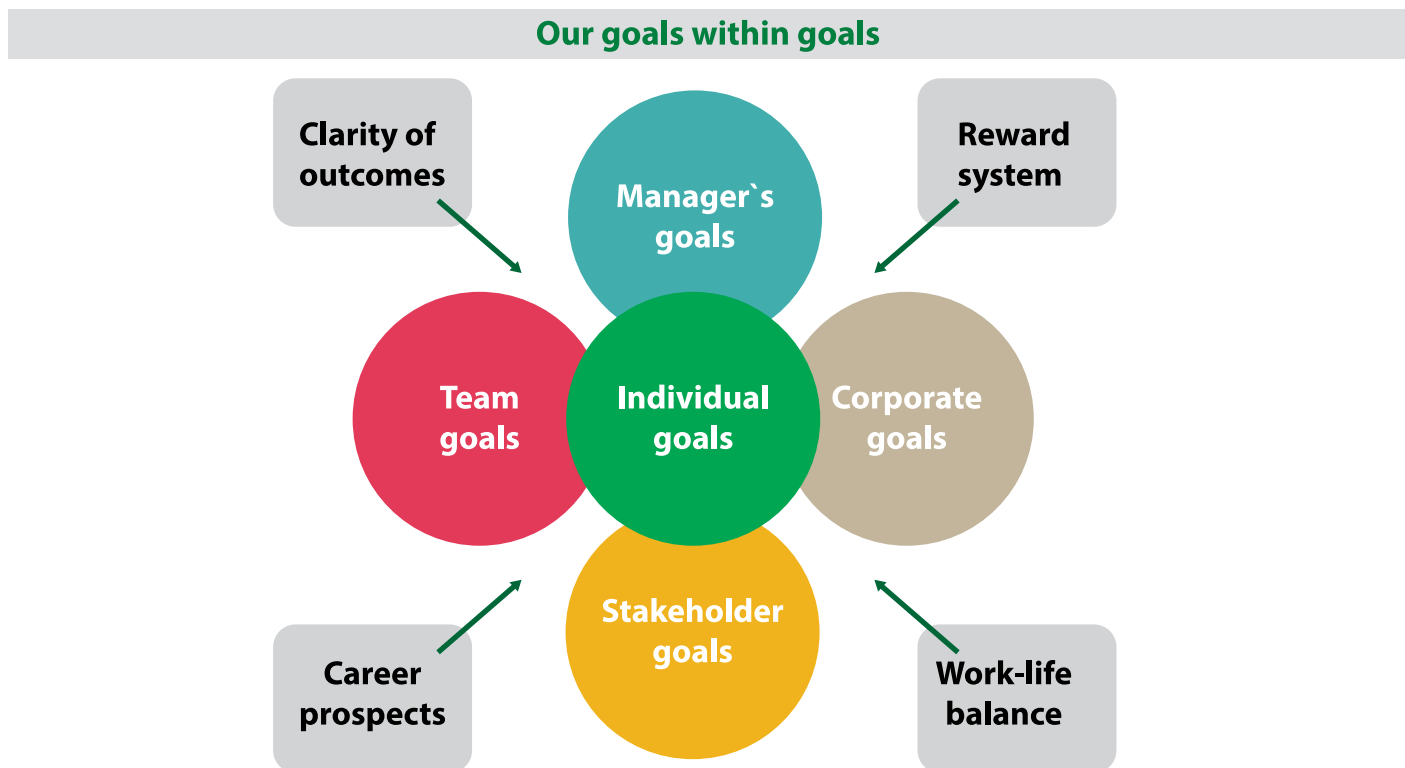 Our goals within goals
Clarity of
outcomes
Manager`s
goals
Reward
system
Team
goals
Individual
goals
Corporate
goals
Stakeholder
goals
Career
prospects
Work-life
balance